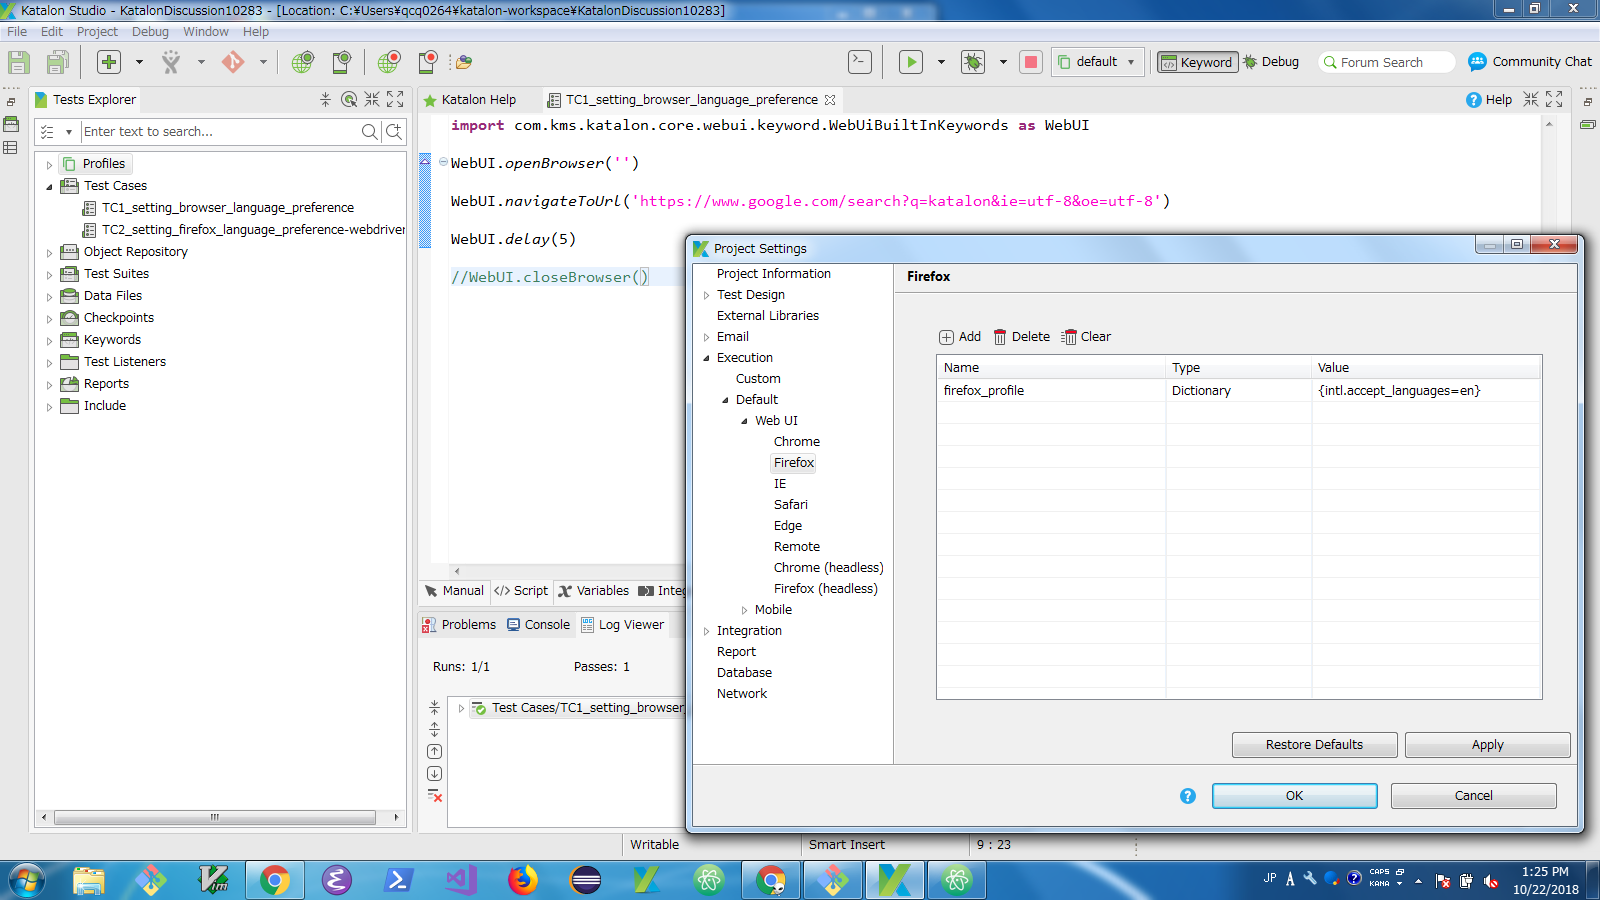 Katalon Studio - KatalonDiscussion10283 - [Location: C:¥Users¥qcq0264¥katalon-workspace¥KatalonDiscussion10283]
File Edit Project Debug Window Help
default
Keyword
Debug
Forum Search
Community Chat
Tests Explorer
Katalon Help
TC1_setting_browser_language_preference
Help
Enter text to search...
Profiles
Test Cases
TC1_setting_browser_language_preference
TC2_setting_firefox_language_preference-webdriver
Object Repository
Test Suites
Data Files
Checkpoints
Keywords
Test Listeners
Reports
Include
import com.kms.katalon.core.webui.keyword.WebUiBuiltInKeywords as WebUI
WebUI.openBrowser('')
WebUI.navigateToUrl('https://www.google.com/search?q=katalon&ie=utf-8&oe=utf-8')
WebUI.delay(5)
//WebUI.closeBrowser()
Manual
</> Script
Variables
Integ
Problems
Console
Log Viewer
Runs: 1/1
Passes: 1
Test Cases/TC1_setting_browser
Project Settings
Project Information
Test Design
External Libraries
Email
Execution
Custom
Default
Web UI
Chrome
Firefox
IE
Safari
Edge
Remote
Chrome (headless)
Firefox (headless)
Mobile
Integration
Report
Database
Network
Firefox
Add
Delete
Clear
Name Type Value
firefox_profile Dictionary {intl.accept_languages=en}
Restore Defaults
Apply
OK
Cancel
Writable
Smart Insert
9 : 23
JP
A
CAPS
KANA
1:25 PM
10/22/2018